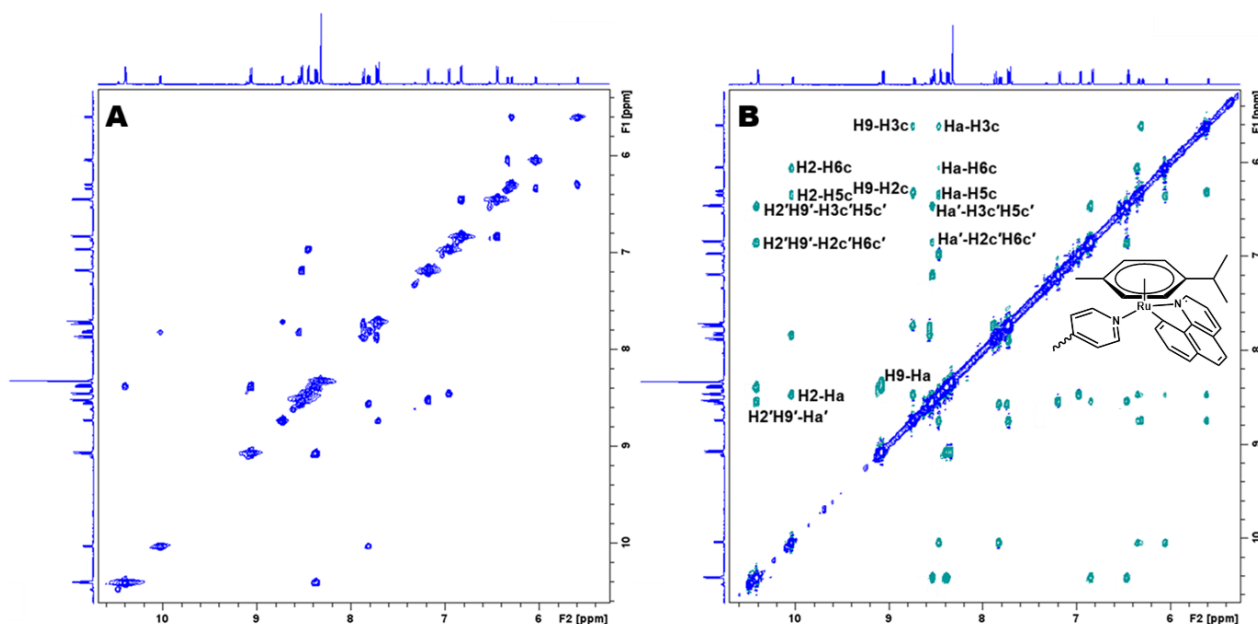 A
6
7
8
9
10
F1 [ppm]
10
9
8
7
6
F2 [ppm]
B
H9-H3c
Ha-H3c
H2-H6c
Ha-H6c
H2-H5c
H9-H2c
Ha-H5c
H2′H9′-H3c′H5c′
Ha′-H3c′H5c′
H2′H9′-H2c′H6c′
Ha′-H2c′H6c′
Ru
N
N
H9-Ha
H2-Ha
H2′H9′-Ha′
6
7
8
9
10
F1 [ppm]
10
9
8
7
6
F2 [ppm]